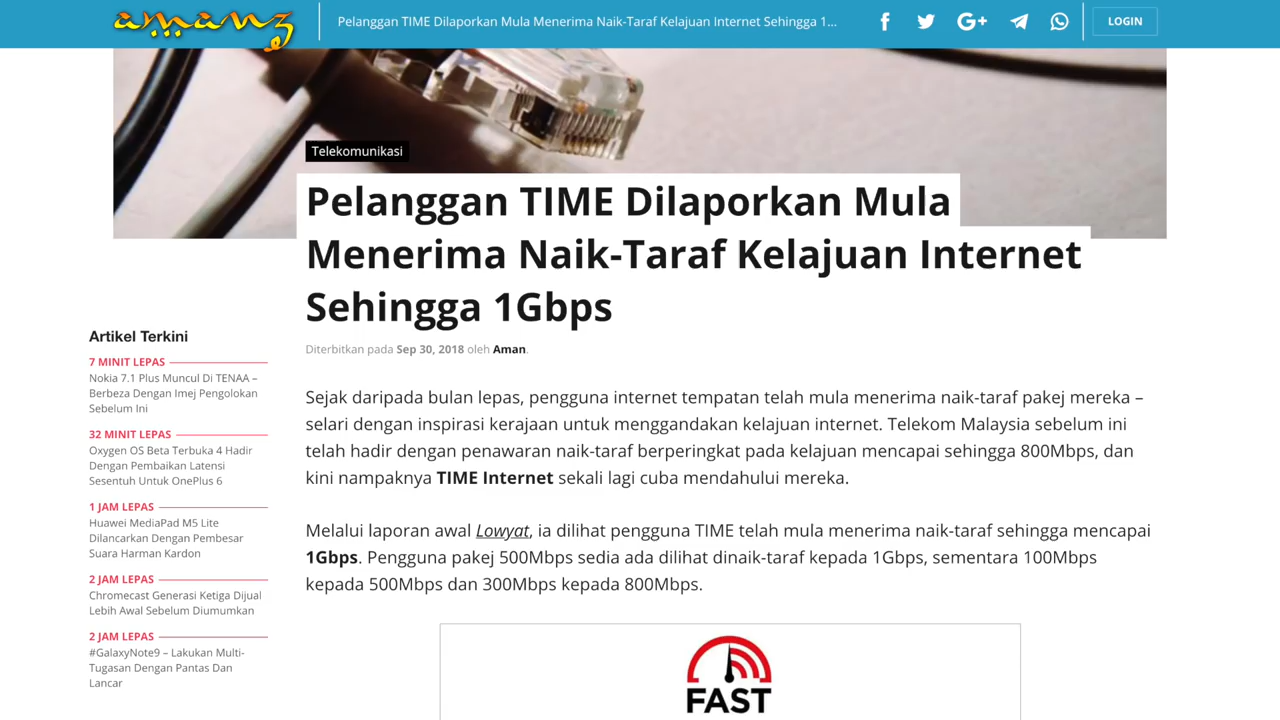 amanz
Pelanggan TIME Dilaporkan Mula Menerima Naik-Taraf Kelajuan Internet Sehingga 1...
LOGIN
Telekomunikasi
Pelanggan TIME Dilaporkan Mula
Menerima Naik-Taraf Kelajuan Internet
Sehingga 1Gbps
Diterbitkan pada Sep 30, 2018 oleh Aman.
Artikel Terkini
7 MINIT LEPAS
Nokia 7.1 Plus Muncul Di TENAA –
Berbeza Dengan Imej Pengolokan
Sebelum Ini
32 MINIT LEPAS
Oxygen OS Beta Terbuka 4 Hadir
Dengan Pembaikan Latensi
Sesentuh Untuk OnePlus 6
1 JAM LEPAS
Huawei MediaPad M5 Lite
Dilancarkan Dengan Pembesar
Suara Harman Kardon
2 JAM LEPAS
Chromecast Generasi Ketiga Dijual
Lebih Awal Sebelum Diumumkan
2 JAM LEPAS
#GalaxyNote9 – Lakukan Multi-
Tugasan Dengan Pantas Dan
Lancar
Sejak daripada bulan lepas, pengguna internet tempatan telah mula menerima naik-taraf pakej mereka –
selari dengan inspirasi kerajaan untuk menggandakan kelajuan internet. Telekom Malaysia sebelum ini
telah hadir dengan penawaran naik-taraf berperingkat pada kelajuan mencapai sehingga 800Mbps, dan
kini nampaknya TIME Internet sekali lagi cuba mendahului mereka.
Melalui laporan awal Lowyat, ia dilihat pengguna TIME telah mula menerima naik-taraf sehingga mencapai
1Gbps. Pengguna pakej 500Mbps sedia ada dilihat dinaik-taraf kepada 1Gbps, sementara 100Mbps
kepada 500Mbps dan 300Mbps kepada 800Mbps.
FAST